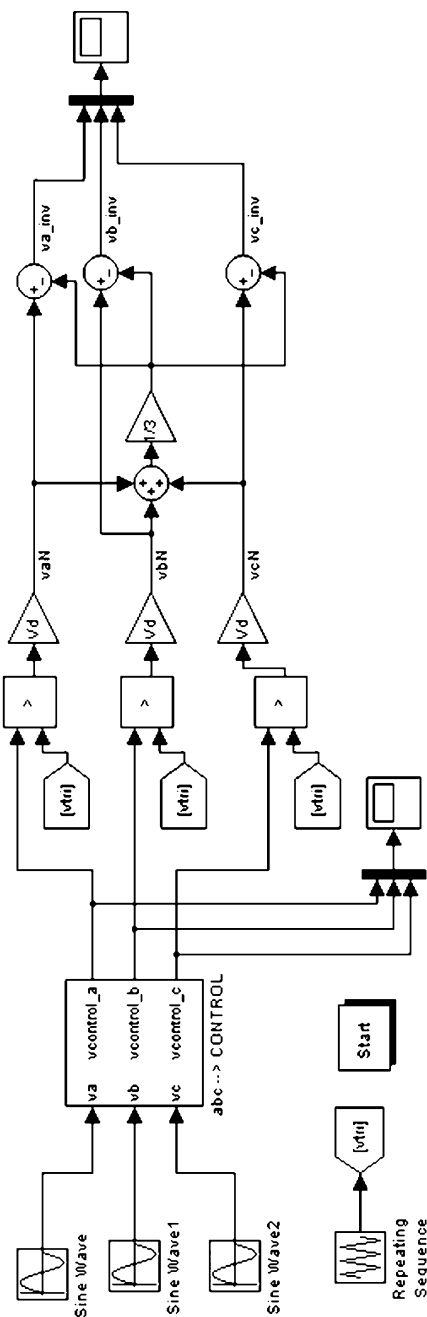 Sine Wave
Sine Wave1
Sine Wave2
va
vb
vc
vcontrol_a
vcontrol_b
vcontrol_c
abc --> CONTROL
[vtri]
>
Vd
vaN
[vtri]
>
Vd
vbN
[vtri]
>
Vd
vcN
+
+
+
1/3
+
-
va_inv
+
-
vb_inv
+
-
vc_inv
Repeating
Sequence
[vtri]
Start